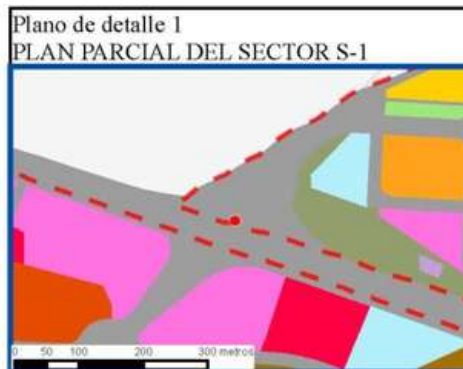 Plano de detalle 1
PLAN PARCIAL DEL SECTOR S-1
0 50 100 200 300 metros